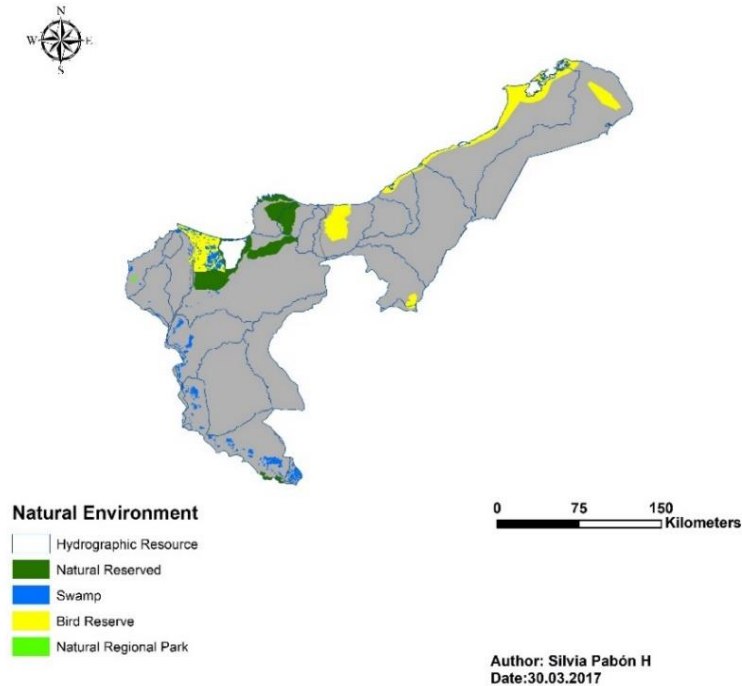 N
W E
S
Natural Environment
Hydrographic Resource
Natural Reserved
Swamp
Bird Reserve
Natural Regional Park
0 75 150
Kilometers
Author: Silvia Pabón H
Date:30.03.2017